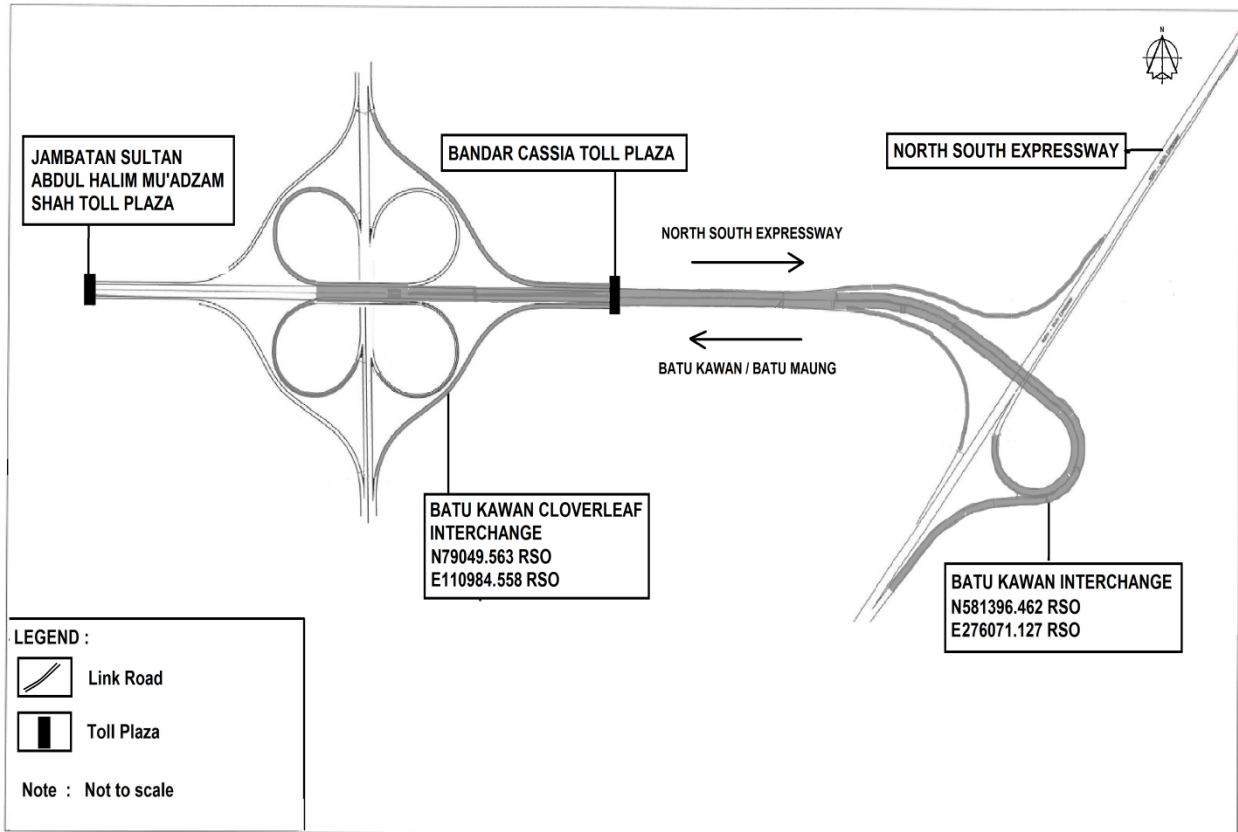 N
JAMBATAN SULTAN
ABDUL HALIM MU'ADZAM
SHAH TOLL PLAZA
BANDAR CASSIA TOLL PLAZA
NORTH SOUTH EXPRESSWAY
NORTH SOUTH EXPRESSWAY
BATU KAWAN / BATU MAUNG
BATU KAWAN CLOVERLEAF
INTERCHANGE
N79049.563 RSO
E110984.558 RSO
BATU KAWAN INTERCHANGE
N581396.462 RSO
E276071.127 RSO
LEGEND :
Link Road
Toll Plaza
Note : Not to scale